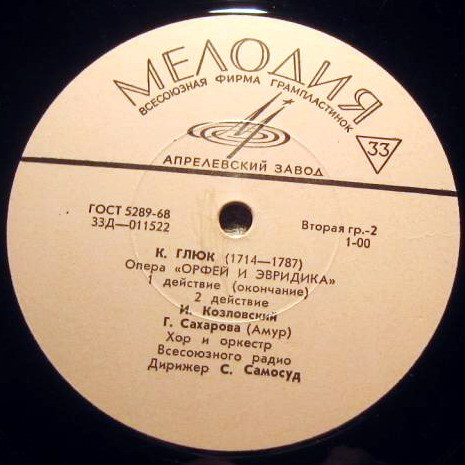 МЕЛОДИЯ
ВСЕСОЮЗНАЯ ФИРМА ГРАМПЛАСТИНОК
33
АПРЕЛЕВСКИЙ ЗАВОД
ГОСТ 5289-68
33Д—011522
Вторая гр.-2
1-00
К. ГЛЮК (1714—1787)
Опера «ОРФЕЙ И ЭВРИДИКА»
1 действие (окончание)
2 действие
И. Козловский
Г. Сахарова (Амур)
Хор и оркестр
Всесоюзного радио
Дирижер С. Самосуд